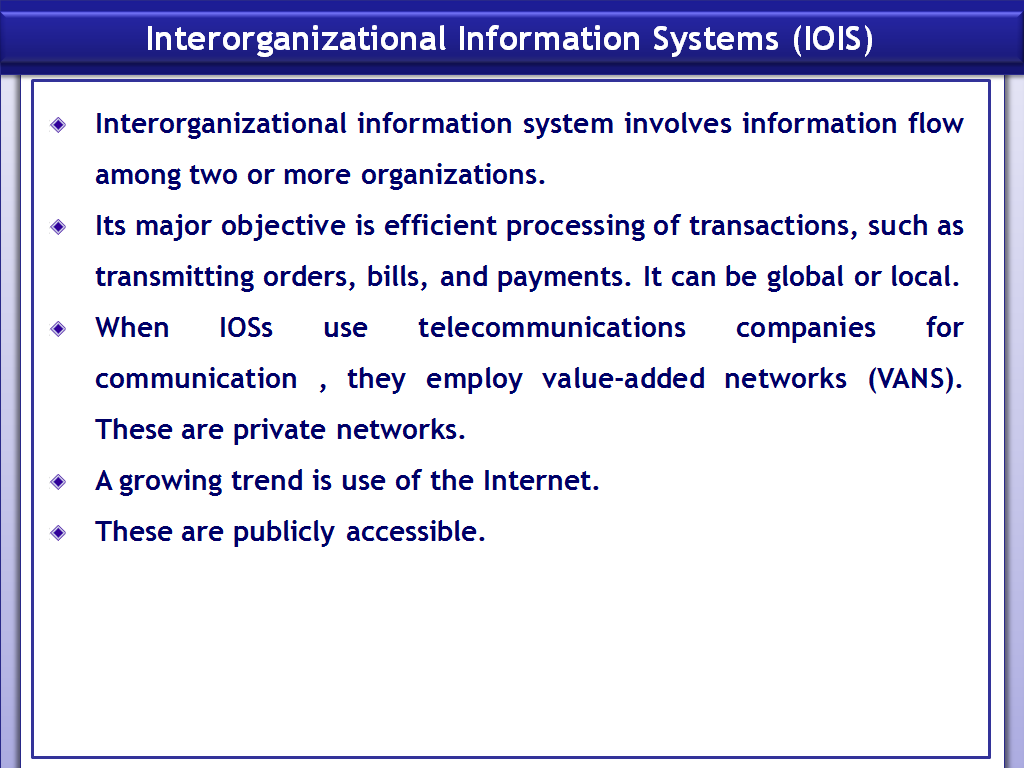 Interorganizational Information Systems (IOIS)
Interorganizational information system involves information flow
among two or more organizations.
Its major objective is efficient processing of transactions, such as
transmitting orders, bills, and payments. It can be global or local.
When IOSs use telecommunications companies for
communication , they employ value-added networks (VANS).
These are private networks.
A growing trend is use of the Internet.
These are publicly accessible.